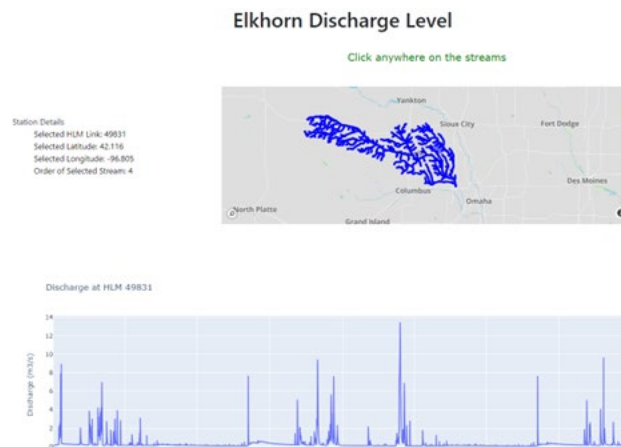 Elkhorn Discharge Level
Click anywhere on the streams
Station Details
Selected HLM Link: 49831
Selected Latitude: 42.116
Selected Longitude: -96.805
Order of Selected Stream: 4
Yankton
Sioux City
Fort Dodge
Des Moines
Columbus
Omaha
North Platte
Grand Island
Discharge at HLM 49831
Discharge (m3/s)
14
12
10
8
6
4
2
0